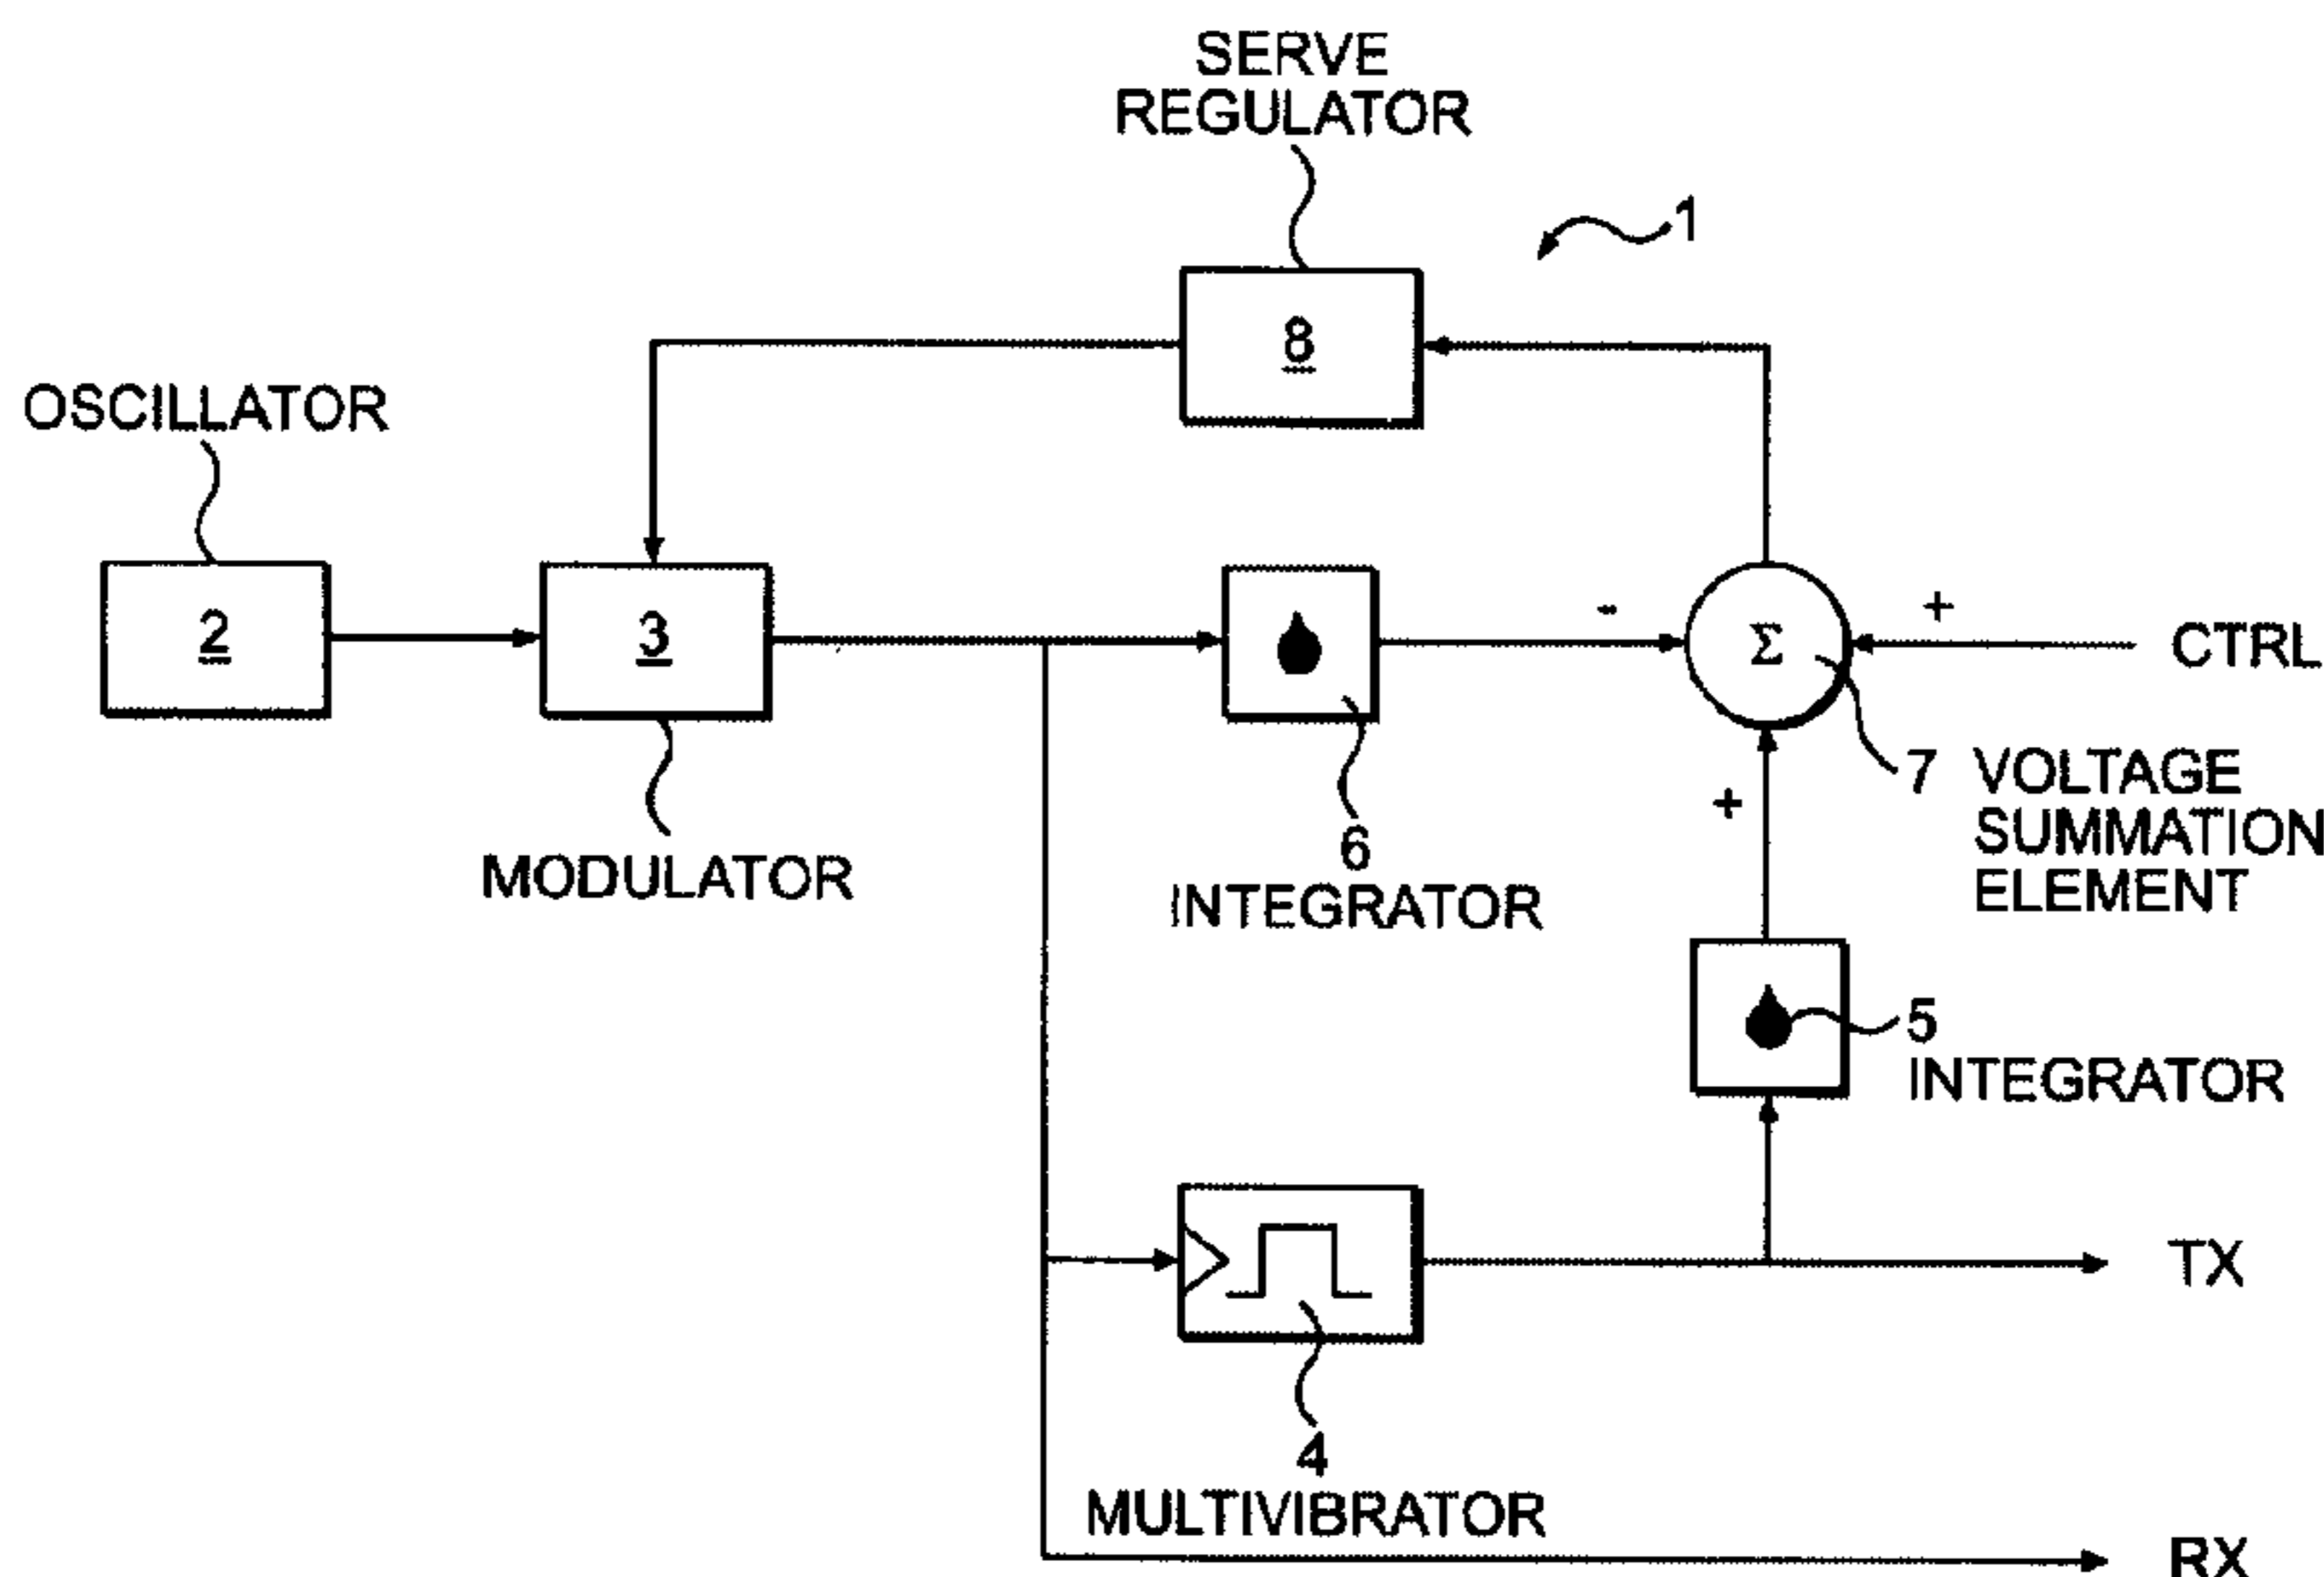 SERVE
REGULATOR
1
8
OSCILLATOR
2
3
-
Σ
+
CTRL
MODULATOR
6
INTEGRATOR
+
7 VOLTAGE
SUMMATION
ELEMENT
5
INTEGRATOR
TX
4
MULTIVIBRATOR
RX